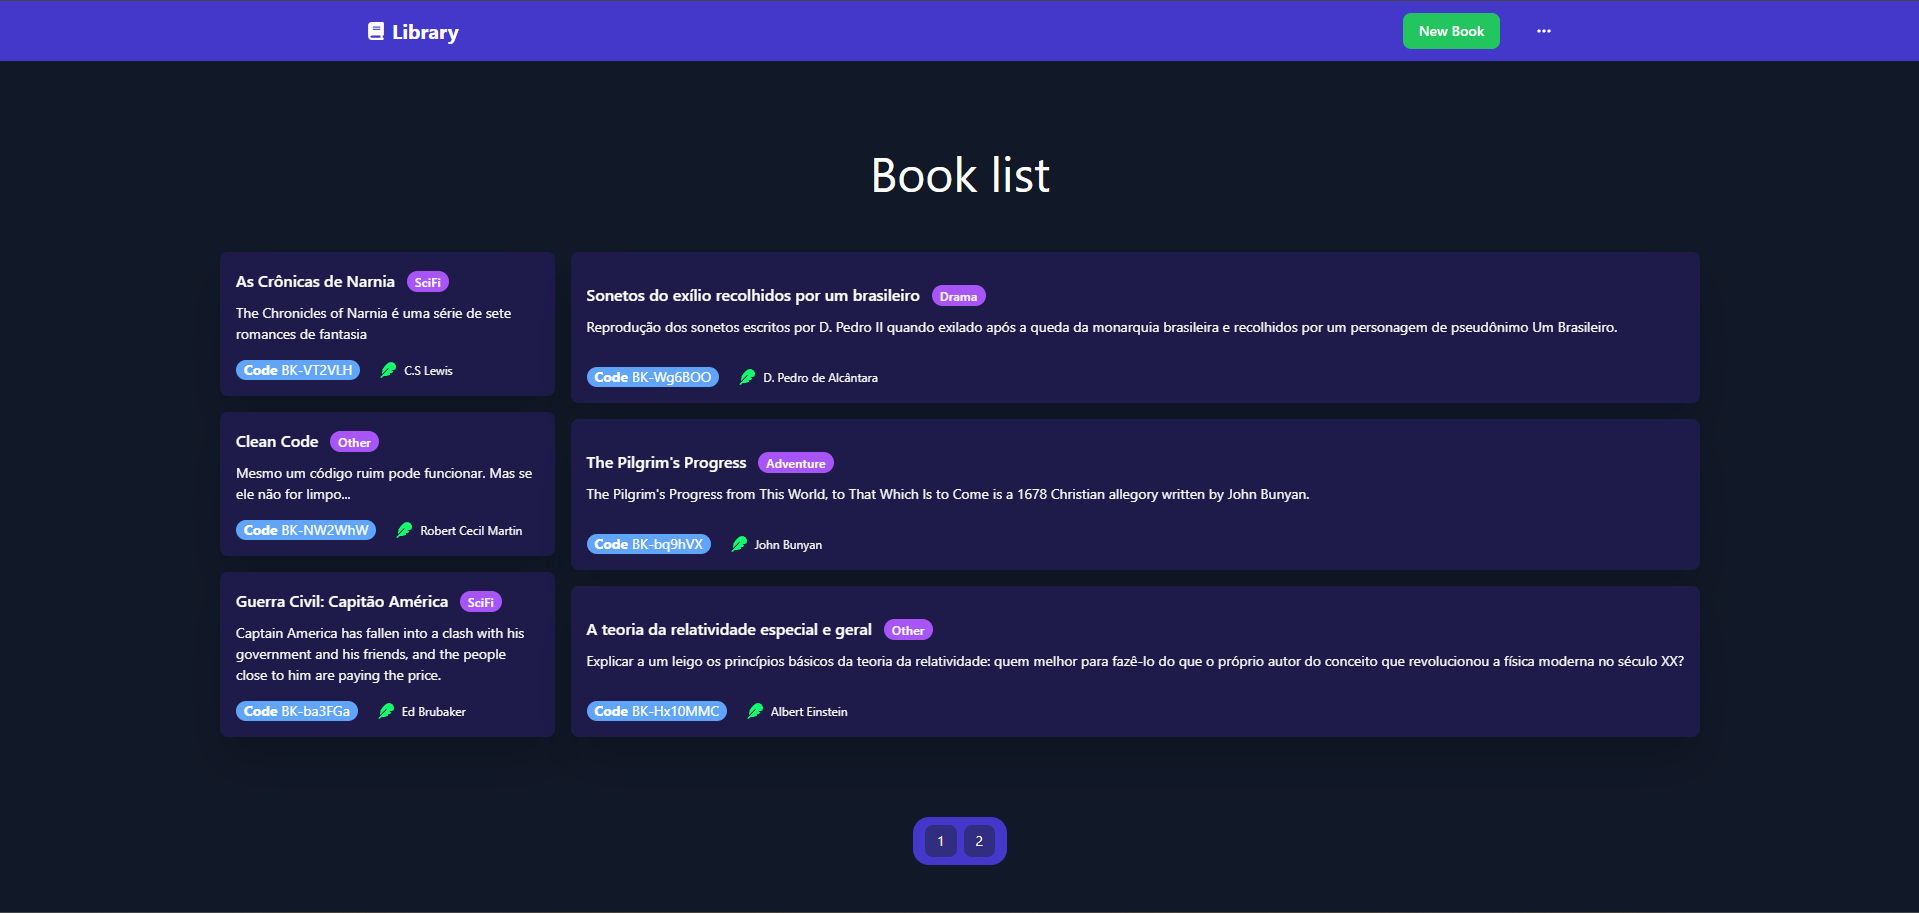 Library
New Book
Book list
As Crônicas de Narnia SciFi
The Chronicles of Narnia é uma série de sete
romances de fantasia
Code BK-VT2VLH C.S Lewis
Clean Code Other
Mesmo um código ruim pode funcionar. Mas se
ele não for limpo...
Code BK-NW2WhW Robert Cecil Martin
Guerra Civil: Capitão América SciFi
Captain America has fallen into a clash with his
government and his friends, and the people
close to him are paying the price.
Code BK-ba3FGa Ed Brubaker
Sonetos do exílio recolhidos por um brasileiro Drama
Reprodução dos sonetos escritos por D. Pedro II quando exilado após a queda da monarquia brasileira e recolhidos por um personagem de pseudônimo Um Brasileiro.
Code BK-Wg6BOO D. Pedro de Alcântara
The Pilgrim's Progress Adventure
The Pilgrim's Progress from This World, to That Which Is to Come is a 1678 Christian allegory written by John Bunyan.
Code BK-bq9hVX John Bunyan
A teoria da relatividade especial e geral Other
Explicar a um leigo os princípios básicos da teoria da relatividade: quem melhor para fazê-lo do que o próprio autor do conceito que revolucionou a física moderna no século XX?
Code BK-Hx10MMC Albert Einstein
1 2